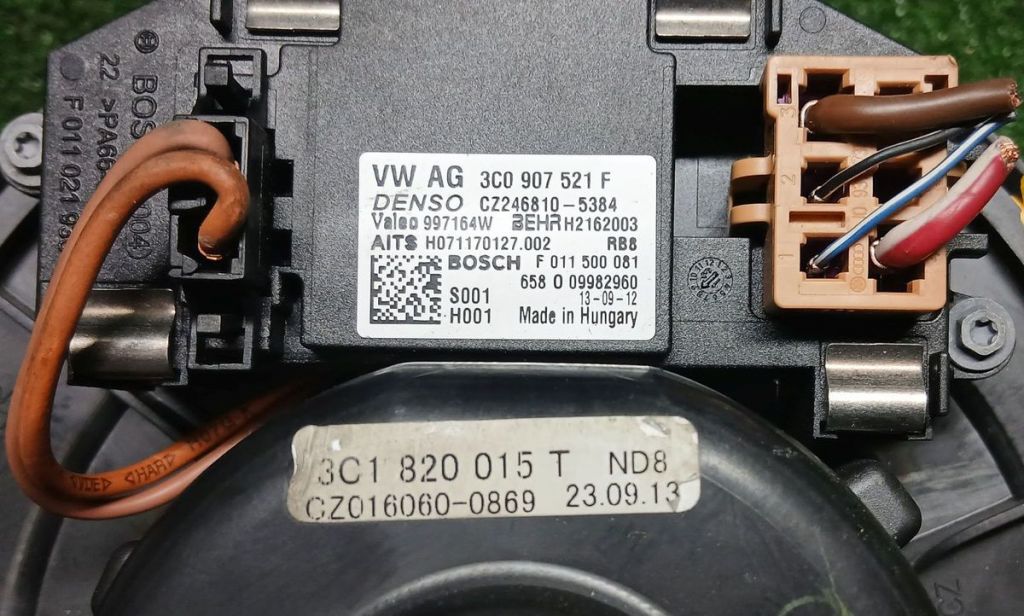 VW AG 3C0 907 521 F
DENSO CZ246810-5384
Valeo 997164W BEHR H2162003
AITS H071170127.002 RB8
BOSCH F 011 500 081
658 0 09982960
S001 13-09-12
H001 Made in Hungary
3C1 820 015 T ND8
CZ016060-0869 23.09.13
22 >PA66
F 011 021
3
2
1